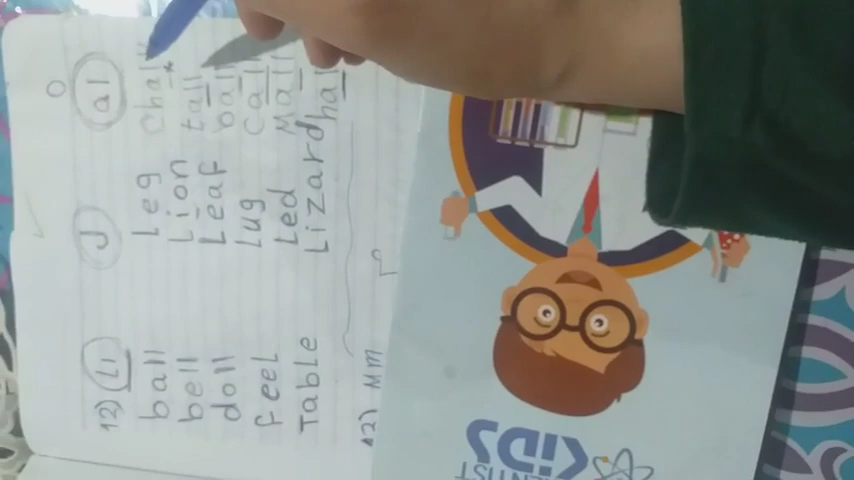 12) Ll J al
ball Leg
bell Lion tall
doll Leaf ball
feel Lug Call
Table Led Mall
Lizard hall
12) Mm
KiDS